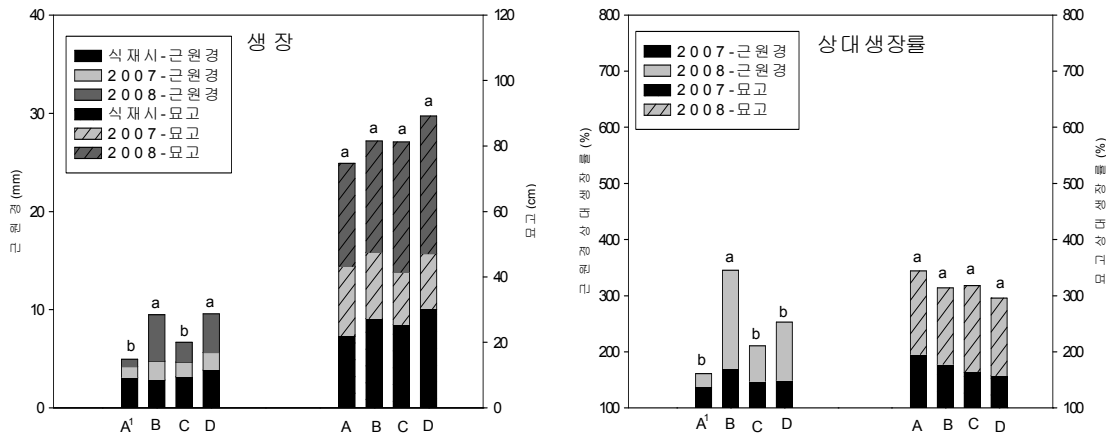 생 장
식재시-근원경
2007-근원경
2008-근원경
식재시-묘고
2007-묘고
2008-묘고
근 원 경 (mm)
40
30
20
10
0
b
a
b
a
a
a
a
a
A¹ B C D A B C D
120
100
80
60
40
20
0
묘고 (cm)
상대생장률
2007-근원경
2008-근원경
2007-묘고
2008-묘고
근 원 경 상 대 생 장 률 (%)
800
700
600
500
400
300
200
100
b
a
b
b
a
a
a
a
A¹ B C D A B C D
800
700
600
500
400
300
200
100
묘 고 상 대 생 장 률 (%)